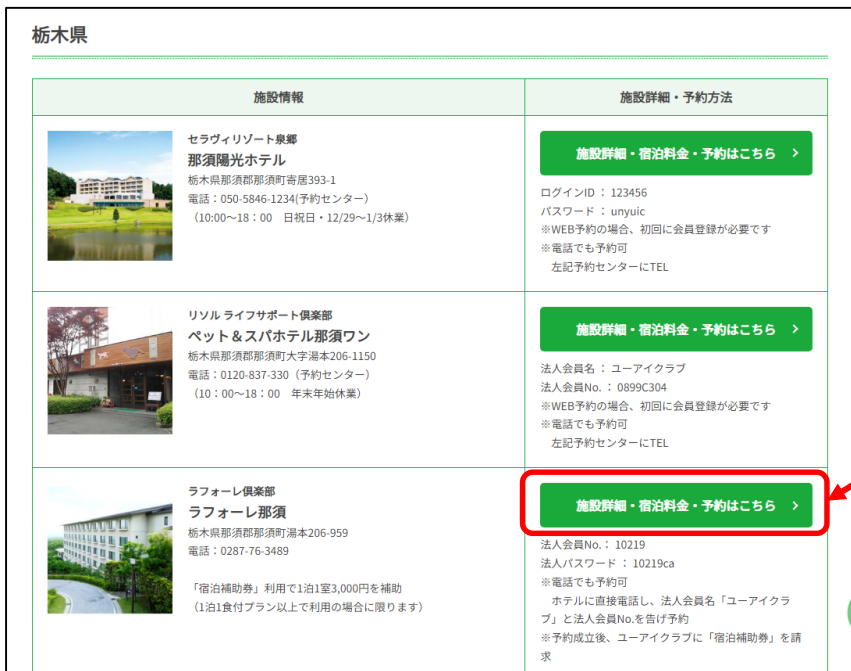 栃木県
施設情報
施設詳細・予約方法
セラヴィリゾート泉郷
那須陽光ホテル
栃木県那須郡那須町寄居393-1
電話：050-5846-1234(予約センター）
（10:00～18：00　日祝日・12/29～1/3休業）
施設詳細・宿泊料金・予約はこちら
ログインID ： 123456
パスワード ： unyuic
※WEB予約の場合、初回に会員登録が必要です
※電話でも予約可
左記予約センターにTEL
リソル ライフサポート倶楽部
ペット＆スパホテル那須ワン
栃木県那須郡那須町大字湯本206-1150
電話：0120-837-330（予約センター）
（10：00～18：00　年末年始休業）
施設詳細・宿泊料金・予約はこちら
法人会員名 ： ユーアイクラブ
法人会員No. ： 0899C304
※WEB予約の場合、初回に会員登録が必要です
※電話でも予約可
左記予約センターにTEL
ラフォーレ倶楽部
ラフォーレ那須
栃木県那須郡那須町湯本206-959
電話：0287-76-3489
「宿泊補助券」利用で1泊1室3,000円を補助
（1泊1食付プラン以上で利用の場合に限ります）
施設詳細・宿泊料金・予約はこちら
法人会員No.： 10219
法人パスワード ： 10219ca
※電話でも予約可
ホテルに直接電話し、法人会員名「ユーアイクラ
ブ」と法人会員No.を告げ予約
※予約成立後、ユーアイクラブに「宿泊補助券」を請
求